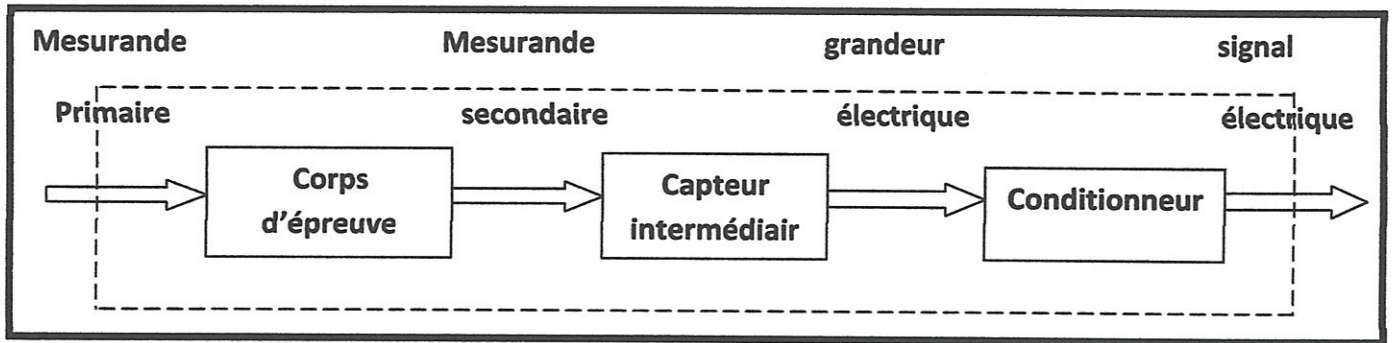 Mesurande Mesurande grandeur signal
Primaire secondaire électrique électrique
Corps
d'épreuve
Capteur
intermédiair
Conditionneur